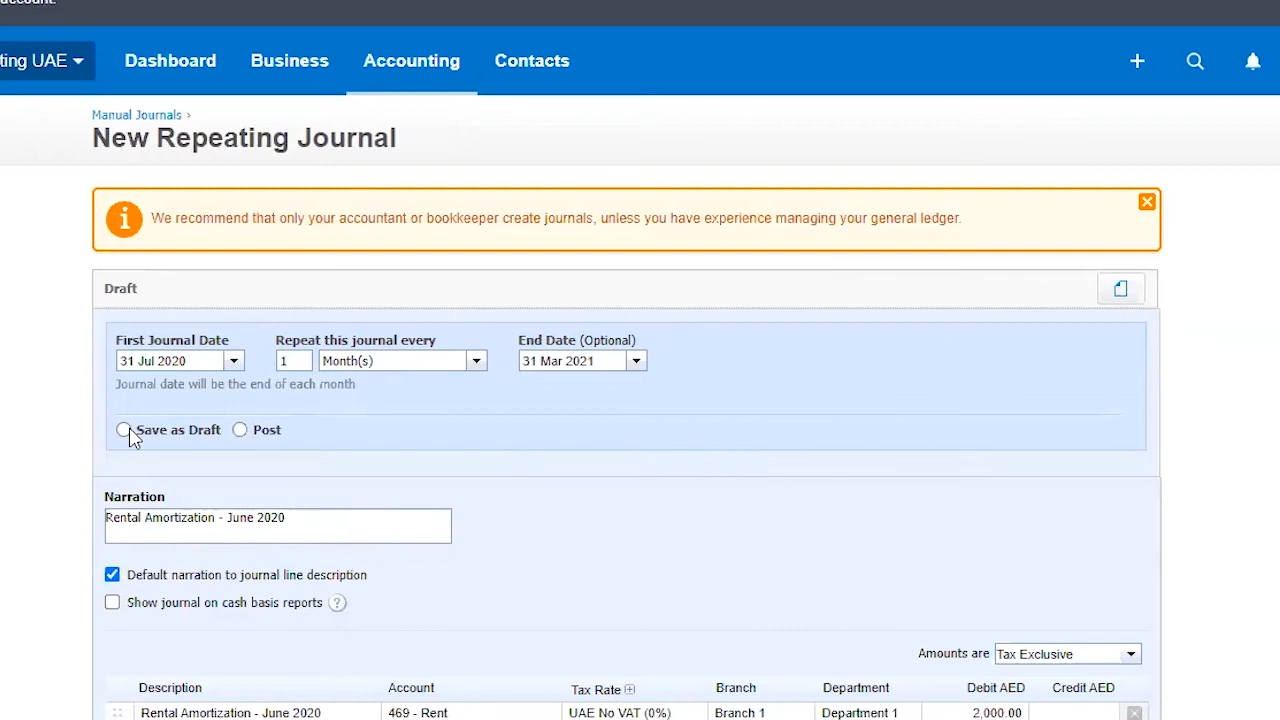 account.
ting UAE
Dashboard
Business
Accounting
Contacts
Manual Journals >
New Repeating Journal
We recommend that only your accountant or bookkeeper create journals, unless you have experience managing your general ledger.
Draft
First Journal Date
Repeat this journal every
End Date (Optional)
31 Jul 2020
1
Month(s)
31 Mar 2021
Journal date will be the end of each month
Save as Draft
Post
Narration
Rental Amortization - June 2020
Default narration to journal line description
Show journal on cash basis reports ?
Amounts are
Tax Exclusive
Description
Account
Tax Rate
Branch
Department
Debit AED
Credit AED
Rental Amortization - June 2020
469 - Rent
UAE No VAT (0%)
Branch 1
Department 1
2,000.00